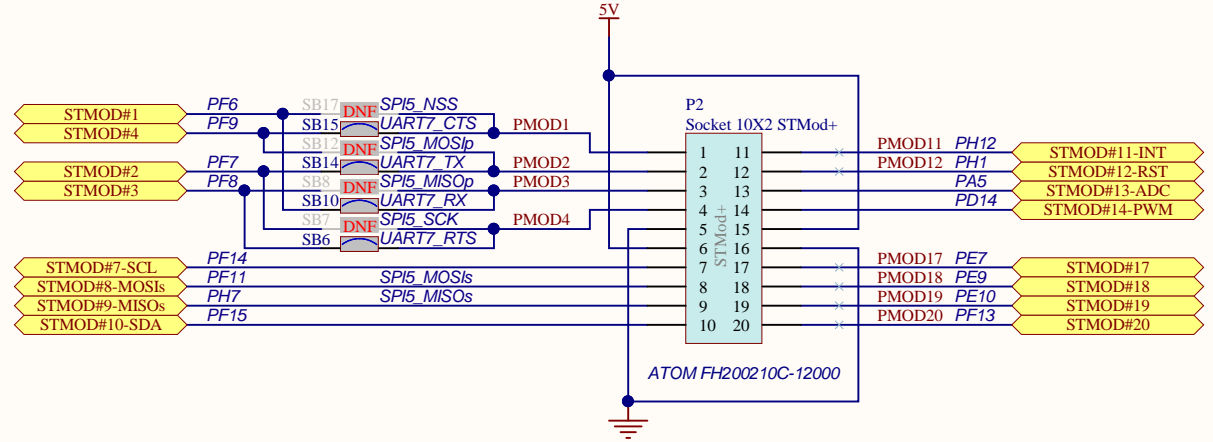 5V
P2
Socket 10X2 STMod+
STMOD#1 PF6 SB17 DNF SPI5_NSS
STMOD#4 PF9 SB15 UART7_CTS PMOD1
SB12 DNF SPI5_MOSIp
STMOD#2 PF7 SB14 UART7_TX PMOD2
STMOD#3 PF8 SB8 DNF SPI5_MISOp PMOD3
SB10 UART7_RX
SB7 DNF SPI5_SCK PMOD4
SB6 UART7_RTS
STMOD#7-SCL PF14
STMOD#8-MOSIs PF11 SPI5_MOSIs
STMOD#9-MISOs PH7 SPI5_MISOs
STMOD#10-SDA PF15
1 11 PMOD11 PH12 STMOD#11-INT
2 12 PMOD12 PH1 STMOD#12-RST
3 13 PA5 STMOD#13-ADC
4 14 PD14 STMOD#14-PWM
5 15
6 16
7 17 PMOD17 PE7 STMOD#17
8 18 PMOD18 PE9 STMOD#18
9 19 PMOD19 PE10 STMOD#19
10 20 PMOD20 PF13 STMOD#20
STMod+
ATOM FH200210C-12000